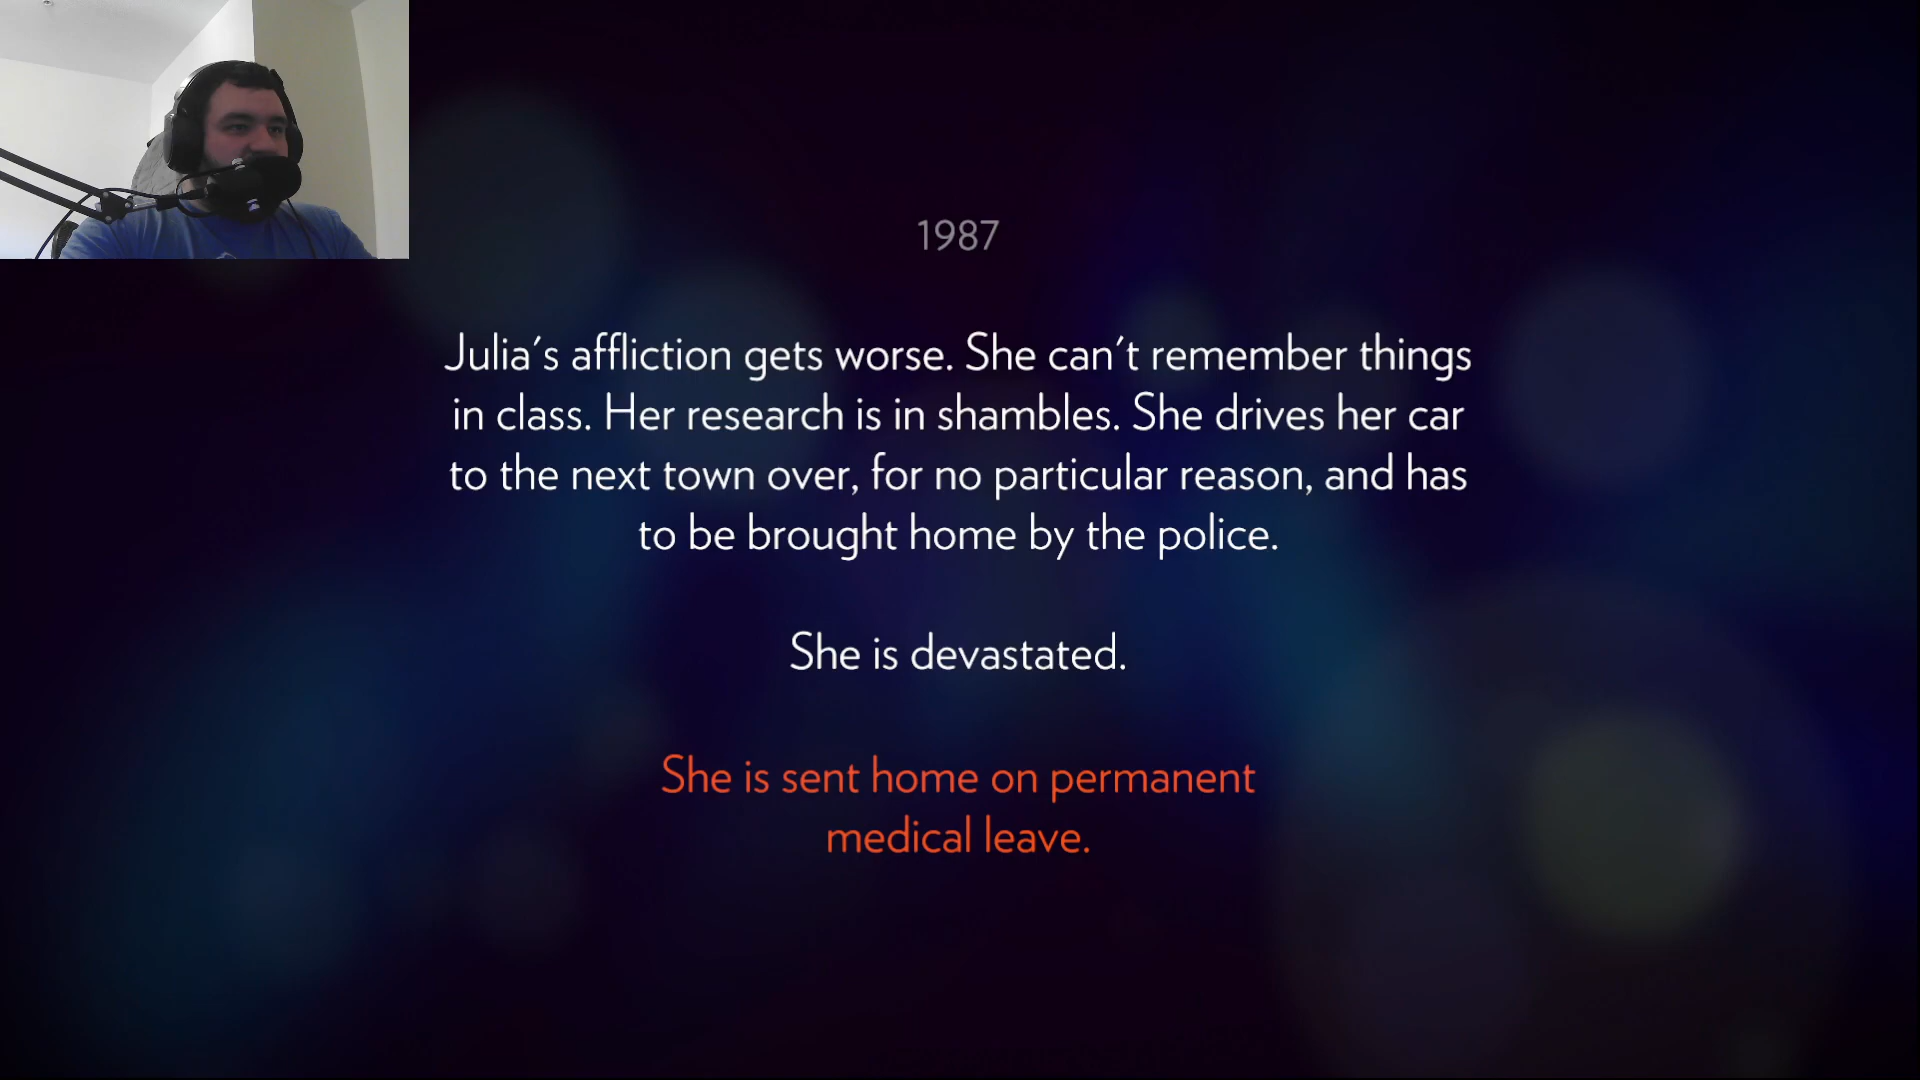 1987
Julia's affliction gets worse. She can't remember things
in class. Her research is in shambles. She drives her car
to the next town over, for no particular reason, and has
to be brought home by the police.
She is devastated.
She is sent home on permanent
medical leave.